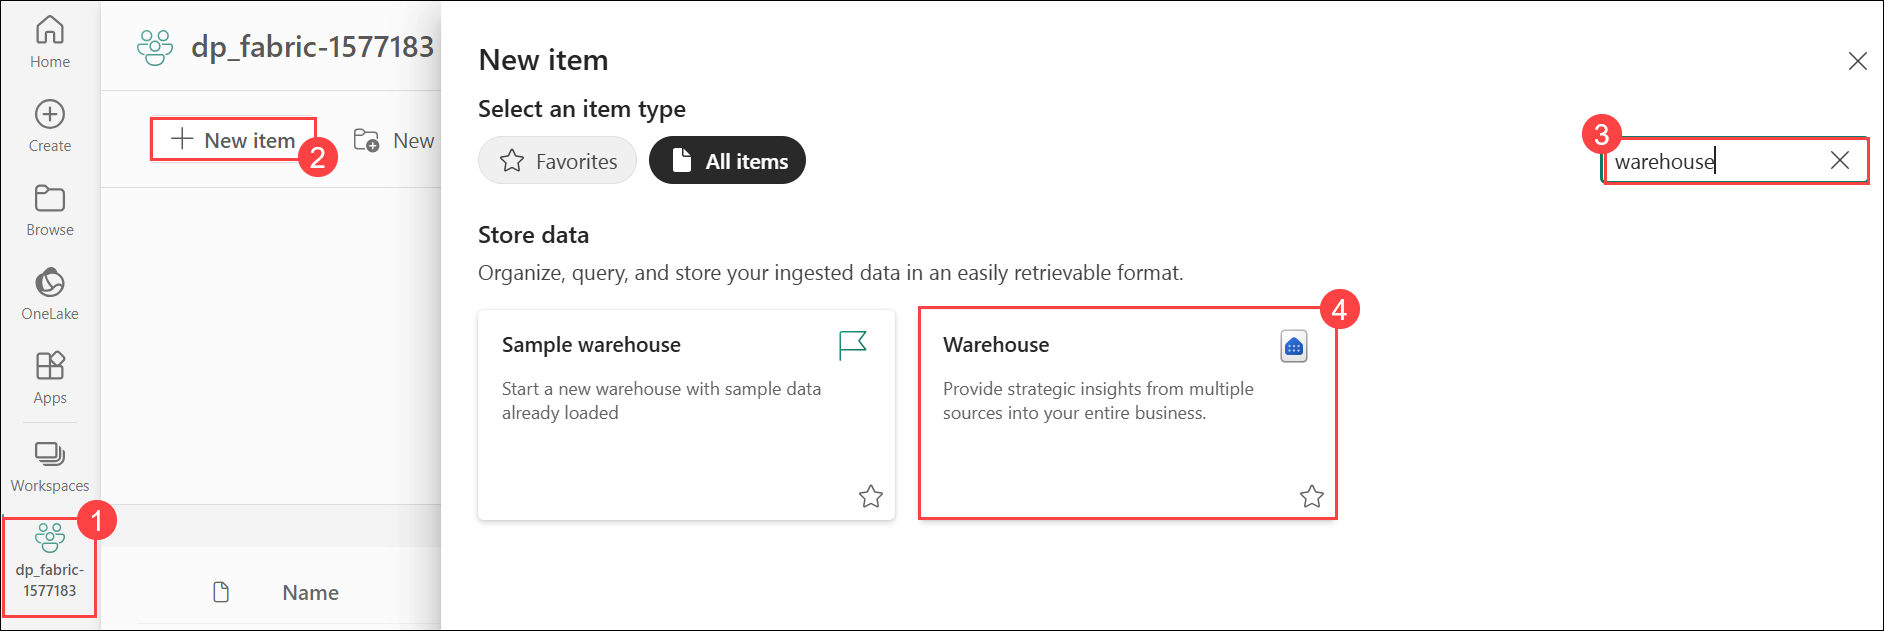 Home
Create
Browse
OneLake
Apps
Workspaces
1
dp_fabric-
1577183
dp_fabric-1577183
New item
2
New
Name
New item
Select an item type
Favorites
All items
3
warehouse
Store data
Organize, query, and store your ingested data in an easily retrievable format.
Sample warehouse
Start a new warehouse with sample data
already loaded
4
Warehouse
Provide strategic insights from multiple
sources into your entire business.